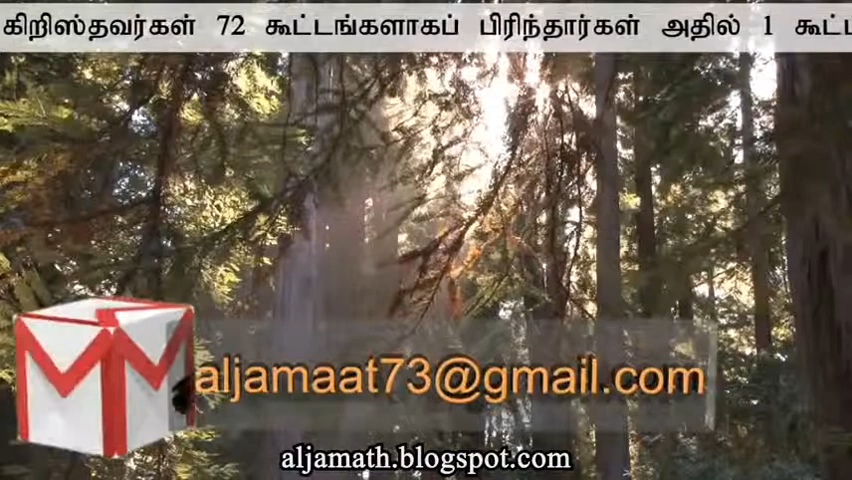 கிறிஸ்தவர்கள் 72 கூட்டங்களாகப் பிரிந்தார்கள் அதில் 1
aljamaat73@gmail.com
aljamath.blogspot.com